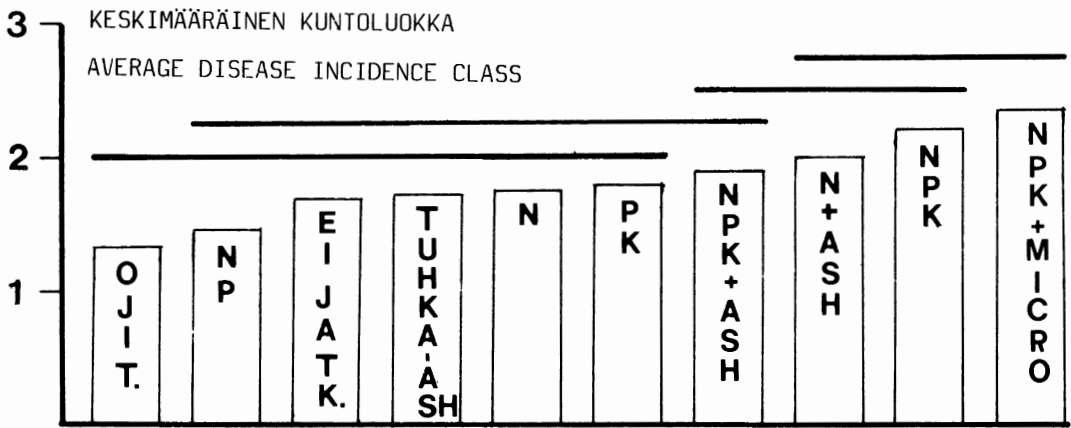 3
KESKIMÄÄRÄINEN KUNTOLUOKKA
AVERAGE DISEASE INCIDENCE CLASS
2
1
OJIT.
NP
EI JATK.
TUHKA-ASH
N
PK
NPK+ASH
N+ASH
NPK
NPK+MICRO